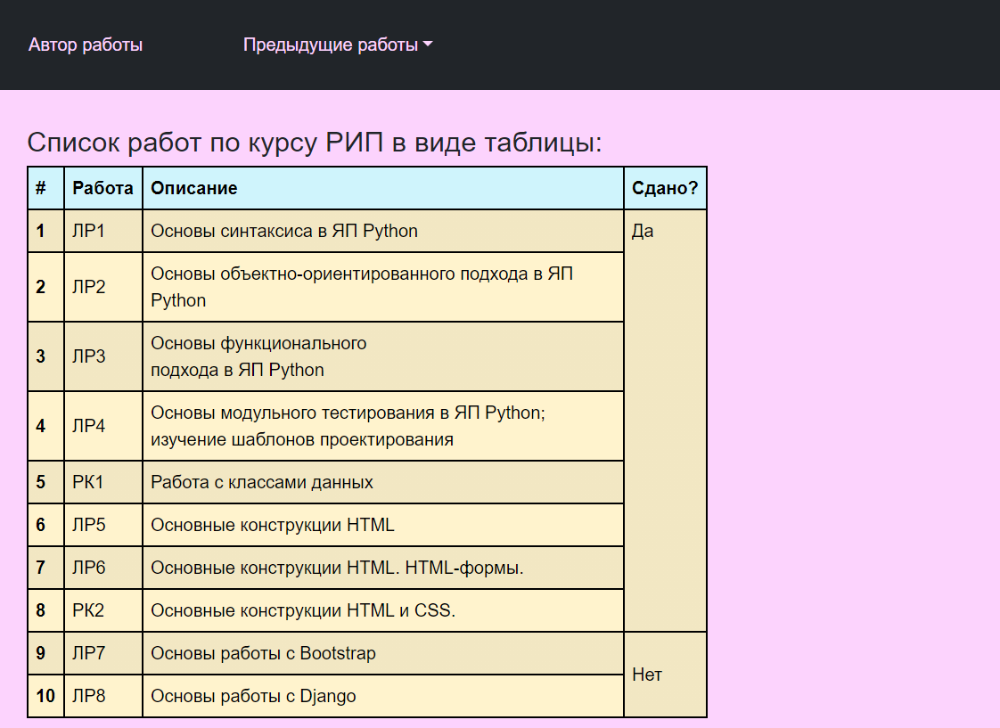 Автор работы
Предыдущие работы
Список работ по курсу РИП в виде таблицы:
# Работа Описание Сдано?
1 ЛР1 Основы синтаксиса в ЯП Python Да
2 ЛР2 Основы объектно-ориентированного подхода в ЯП
Python
3 ЛР3 Основы функционального
подхода в ЯП Python
4 ЛР4 Основы модульного тестирования в ЯП Python;
изучение шаблонов проектирования
5 РК1 Работа с классами данных
6 ЛР5 Основные конструкции HTML
7 ЛР6 Основные конструкции HTML. HTML-формы.
8 РК2 Основные конструкции HTML и CSS.
9 ЛР7 Основы работы с Bootstrap Нет
10 ЛР8 Основы работы с Django